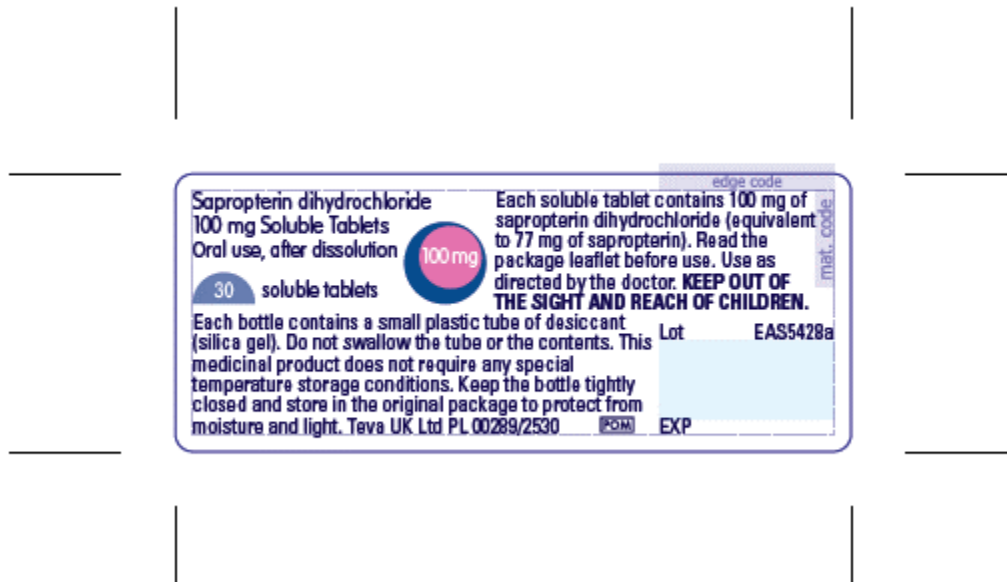 edge code
mat. code
Sapropterin dihydrochloride
100 mg Soluble Tablets
Oral use, after dissolution
100 mg
30 soluble tablets
Each soluble tablet contains 100 mg of
sapropterin dihydrochloride (equivalent
to 77 mg of sapropterin). Read the
package leaflet before use. Use as
directed by the doctor. KEEP OUT OF
THE SIGHT AND REACH OF CHILDREN.
Each bottle contains a small plastic tube of desiccant
(silica gel). Do not swallow the tube or the contents. This
medicinal product does not require any special
temperature storage conditions. Keep the bottle tightly
closed and store in the original package to protect from
moisture and light. Teva UK Ltd PL 00289/2530 POM
Lot EAS5428a
EXP